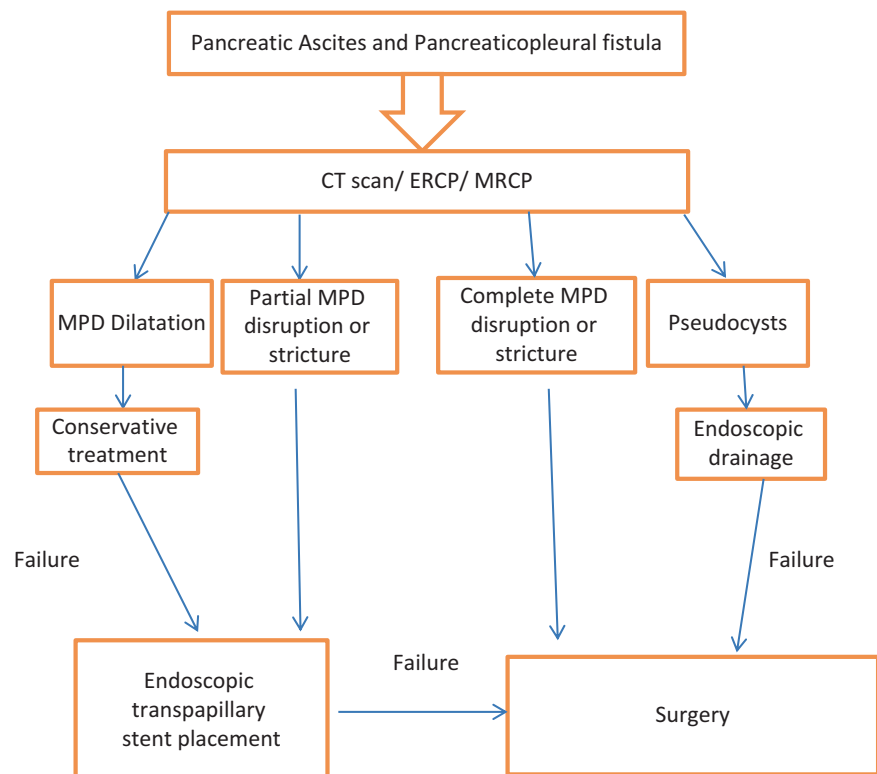 Pancreatic Ascites and Pancreaticopleural fistula
CT scan/ ERCP/ MRCP
MPD Dilatation
Partial MPD
disruption or
stricture
Complete MPD
disruption or
stricture
Pseudocysts
Conservative
treatment
Endoscopic
drainage
Failure
Failure
Failure
Endoscopic
transpapillary
stent placement
Surgery